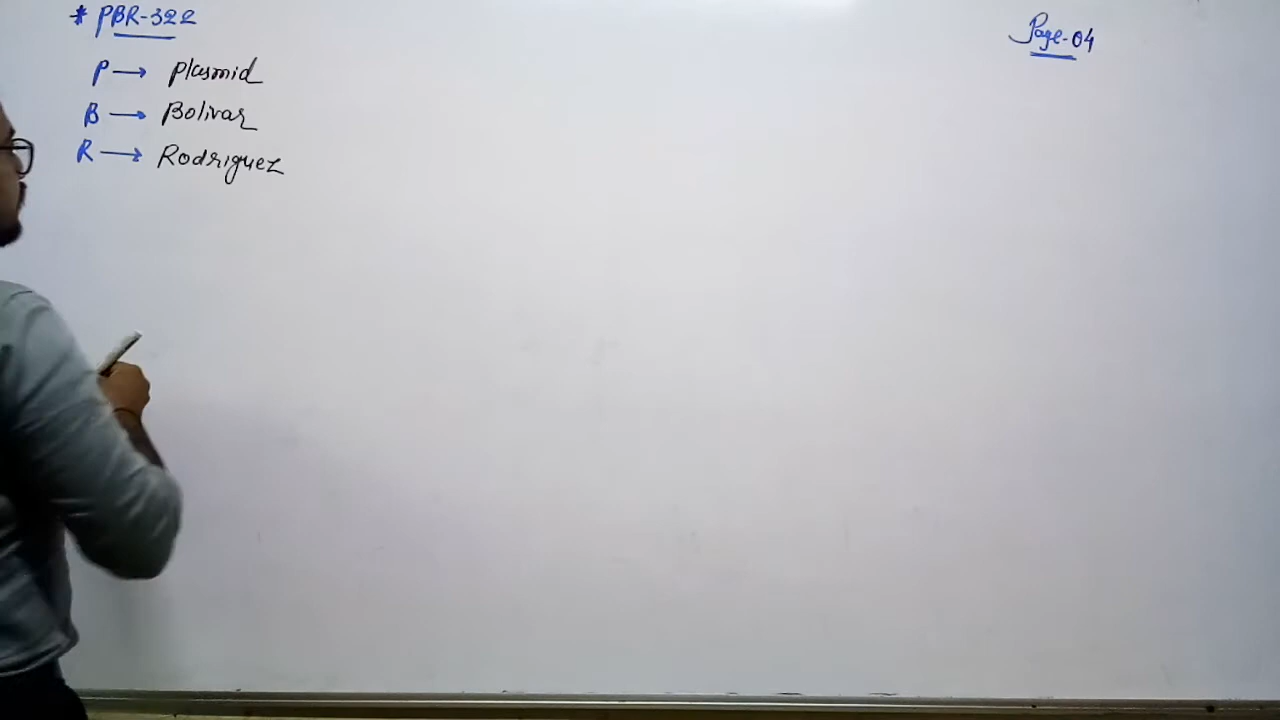 # PBR-322
Page-04
P → Plasmid
B → Bolivar
R → Rodriguez